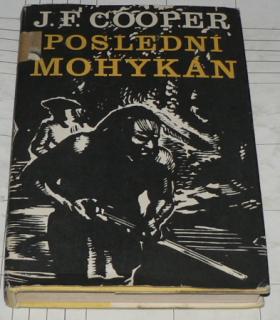 J.F. COOPER
POSLEDNÍ
MOHYKÁN